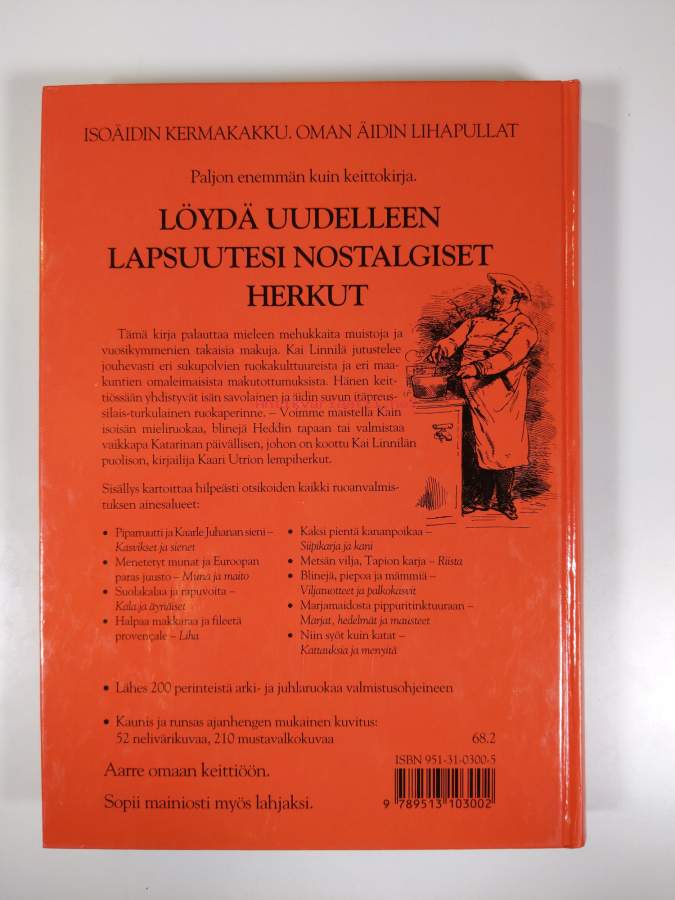 ISOÄIDIN KERMAKAKKU. OMAN ÄIDIN LIHAPULLAT
Paljon enemmän kuin keittokirja.
LÖYDÄ UUDELLEEN
LAPSUUTESI NOSTALGISET
HERKUT
Tämä kirja palauttaa mieleen mehukkaita muistoja ja
vuosikymmenien takaisia makuja. Kai Linnilä jutustelee
jouhevasti eri sukupolvien ruokakulttuureista ja eri maa-
kuntien omaleimaisista makutottumuksista. Hänen keit-
tiössään yhdistyvät isän savolainen ja äidin suvun itäpreus-
silais-turkulainen ruokaperinne. – Voimme maistella Kain
isoisän mieliruokaa, blinejä Heddin tapaan tai valmistaa
vaikkapa Katarinan päivällisen, johon on koottu Kai Linnilän
puolison, kirjailija Kaari Utrion lempiherkut.
Sisällys kartoittaa hilpeästi otsikoiden kaikki ruoanvalmis-
tuksen ainesalueet:
• Piparruutti ja Kaarle Juhanan sieni –
Kasvikset ja sienet
• Menetetyt munat ja Euroopan
paras juusto – Muna ja maito
• Suolakalaa ja rapuvoita –
Kala ja äyriäiset
• Halpaa makkaraa ja fileetä
provençale – Liha
• Kaksi pientä kananpoikaa –
Siipikarja ja kani
• Metsän vilja, Tapion karja – Riista
• Blinejä, piepoa ja mämmiä –
Viljatuotteet ja palkokasvit
• Marjamaidosta pippuritinktuuraan –
Marjat, hedelmät ja mausteet
• Niin syöt kuin katat –
Kattauksia ja menyitä
• Lähes 200 perinteistä arki- ja juhlaruokaa valmistusohjeineen
• Kaunis ja runsas ajanhengen mukainen kuvitus:
52 nelivärikuvaa, 210 mustavalkokuvaa
68.2
ISBN 951-31-0300-5
Aarre omaan keittiöön.
Sopii mainiosti myös lahjaksi.
9 789513 103002